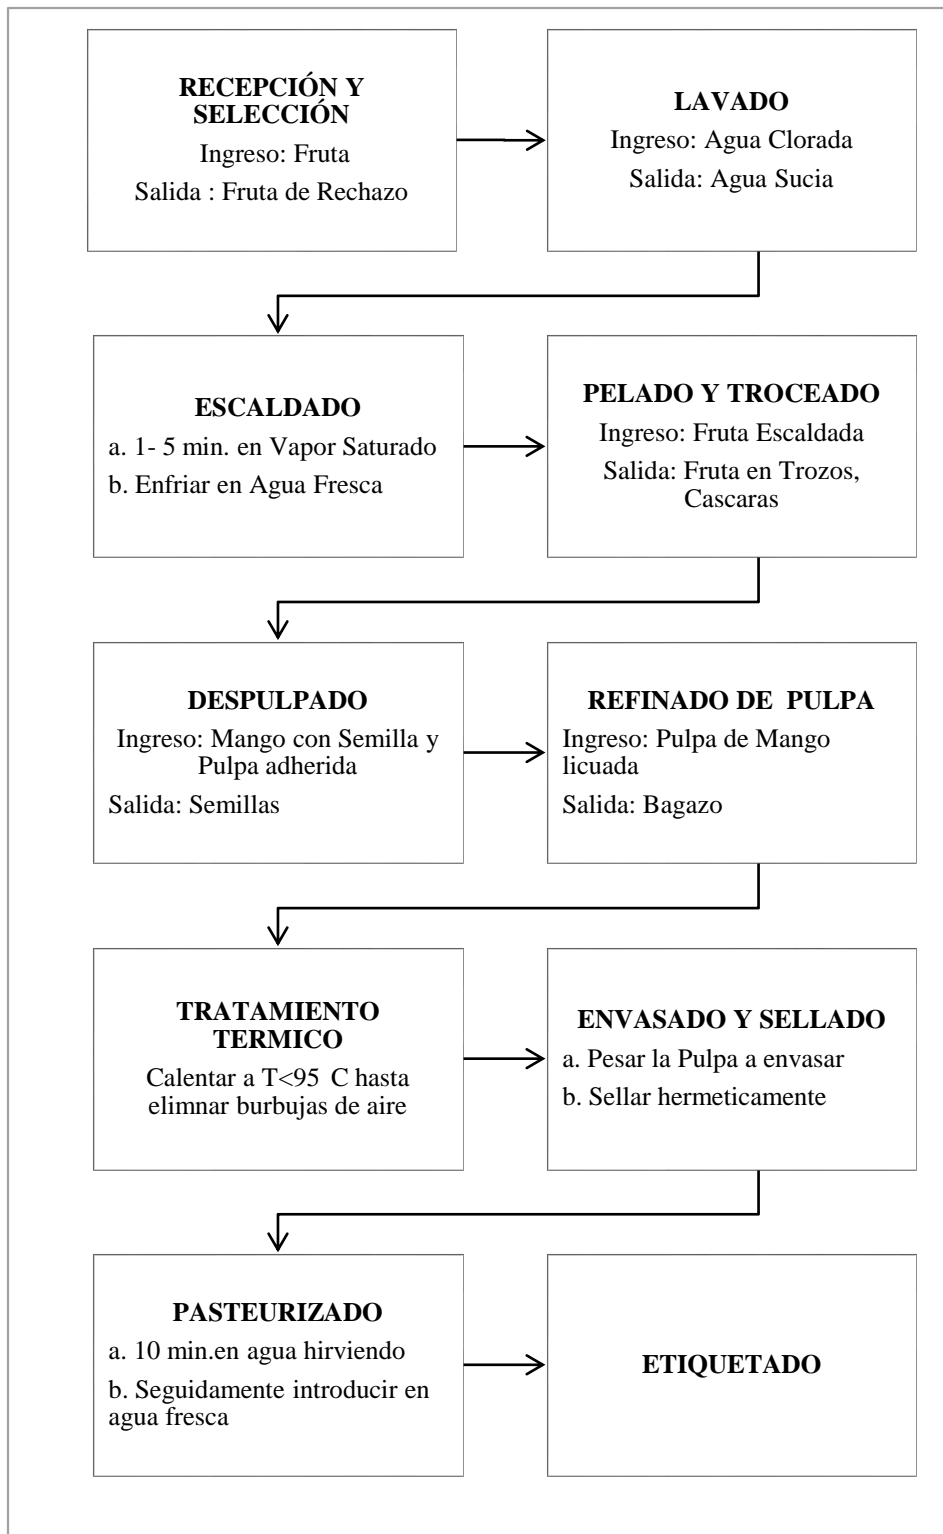 RECEPCIÓN Y
SELECCIÓN
Ingreso: Fruta
Salida : Fruta de Rechazo
LAVADO
Ingreso: Agua Clorada
Salida: Agua Sucia
ESCALDADO
a. 1- 5 min. en Vapor Saturado
b. Enfriar en Agua Fresca
PELADO Y TROCEADO
Ingreso: Fruta Escaldada
Salida: Fruta en Trozos,
Cascaras
DESPULPADO
Ingreso: Mango con Semilla y
Pulpa adherida
Salida: Semillas
REFINADO DE PULPA
Ingreso: Pulpa de Mango
licuada
Salida: Bagazo
TRATAMIENTO
TERMICO
Calentar a T<95 C hasta
elimnar burbujas de aire
ENVASADO Y SELLADO
a. Pesar la Pulpa a envasar
b. Sellar hermeticamente
PASTEURIZADO
a. 10 min.en agua hirviendo
b. Seguidamente introducir en
agua fresca
ETIQUETADO